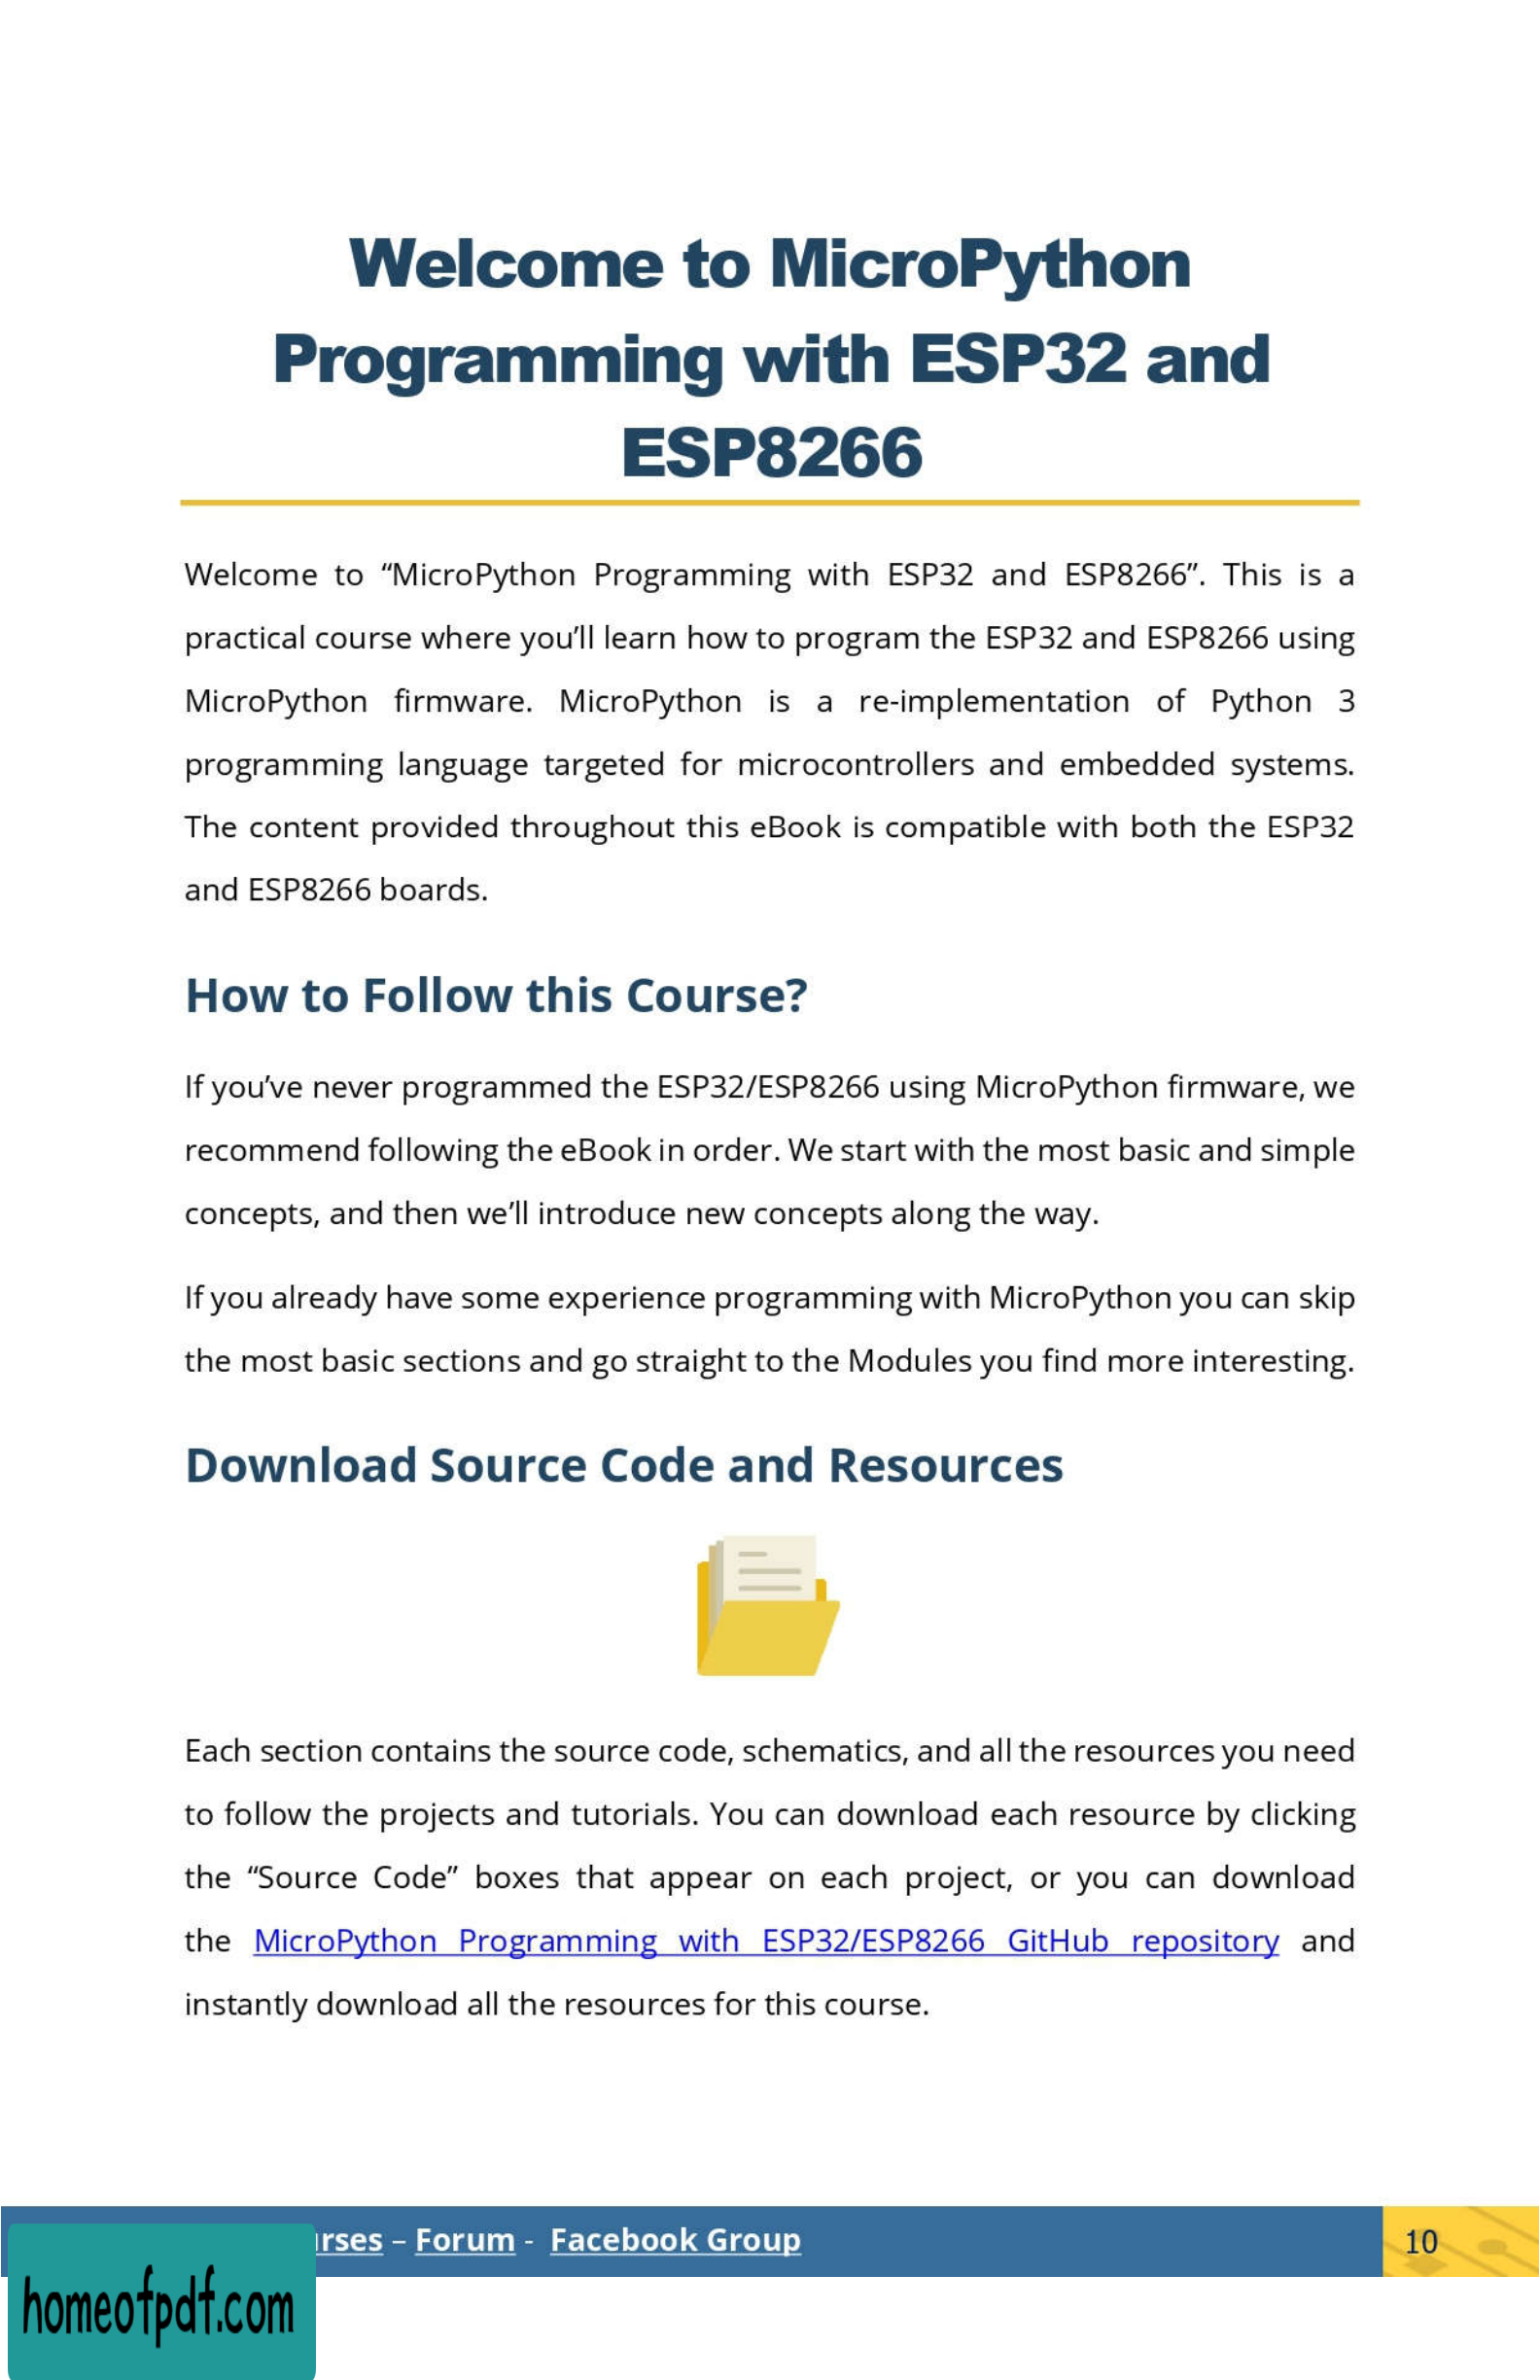 Welcome to MicroPython
Programming with ESP32 and
ESP8266
Welcome to “MicroPython Programming with ESP32 and ESP8266”. This is a
practical course where you’ll learn how to program the ESP32 and ESP8266 using
MicroPython firmware. MicroPython is a re-implementation of Python 3
programming language targeted for microcontrollers and embedded systems.
The content provided throughout this eBook is compatible with both the ESP32
and ESP8266 boards.
How to Follow this Course?
If you’ve never programmed the ESP32/ESP8266 using MicroPython firmware, we
recommend following the eBook in order. We start with the most basic and simple
concepts, and then we’ll introduce new concepts along the way.
If you already have some experience programming with MicroPython you can skip
the most basic sections and go straight to the Modules you find more interesting.
Download Source Code and Resources
Each section contains the source code, schematics, and all the resources you need
to follow the projects and tutorials. You can download each resource by clicking
the “Source Code” boxes that appear on each project, or you can download
the MicroPython Programming with ESP32/ESP8266 GitHub repository and
instantly download all the resources for this course.
– Forum - Facebook Group
10
homeofpdf.com